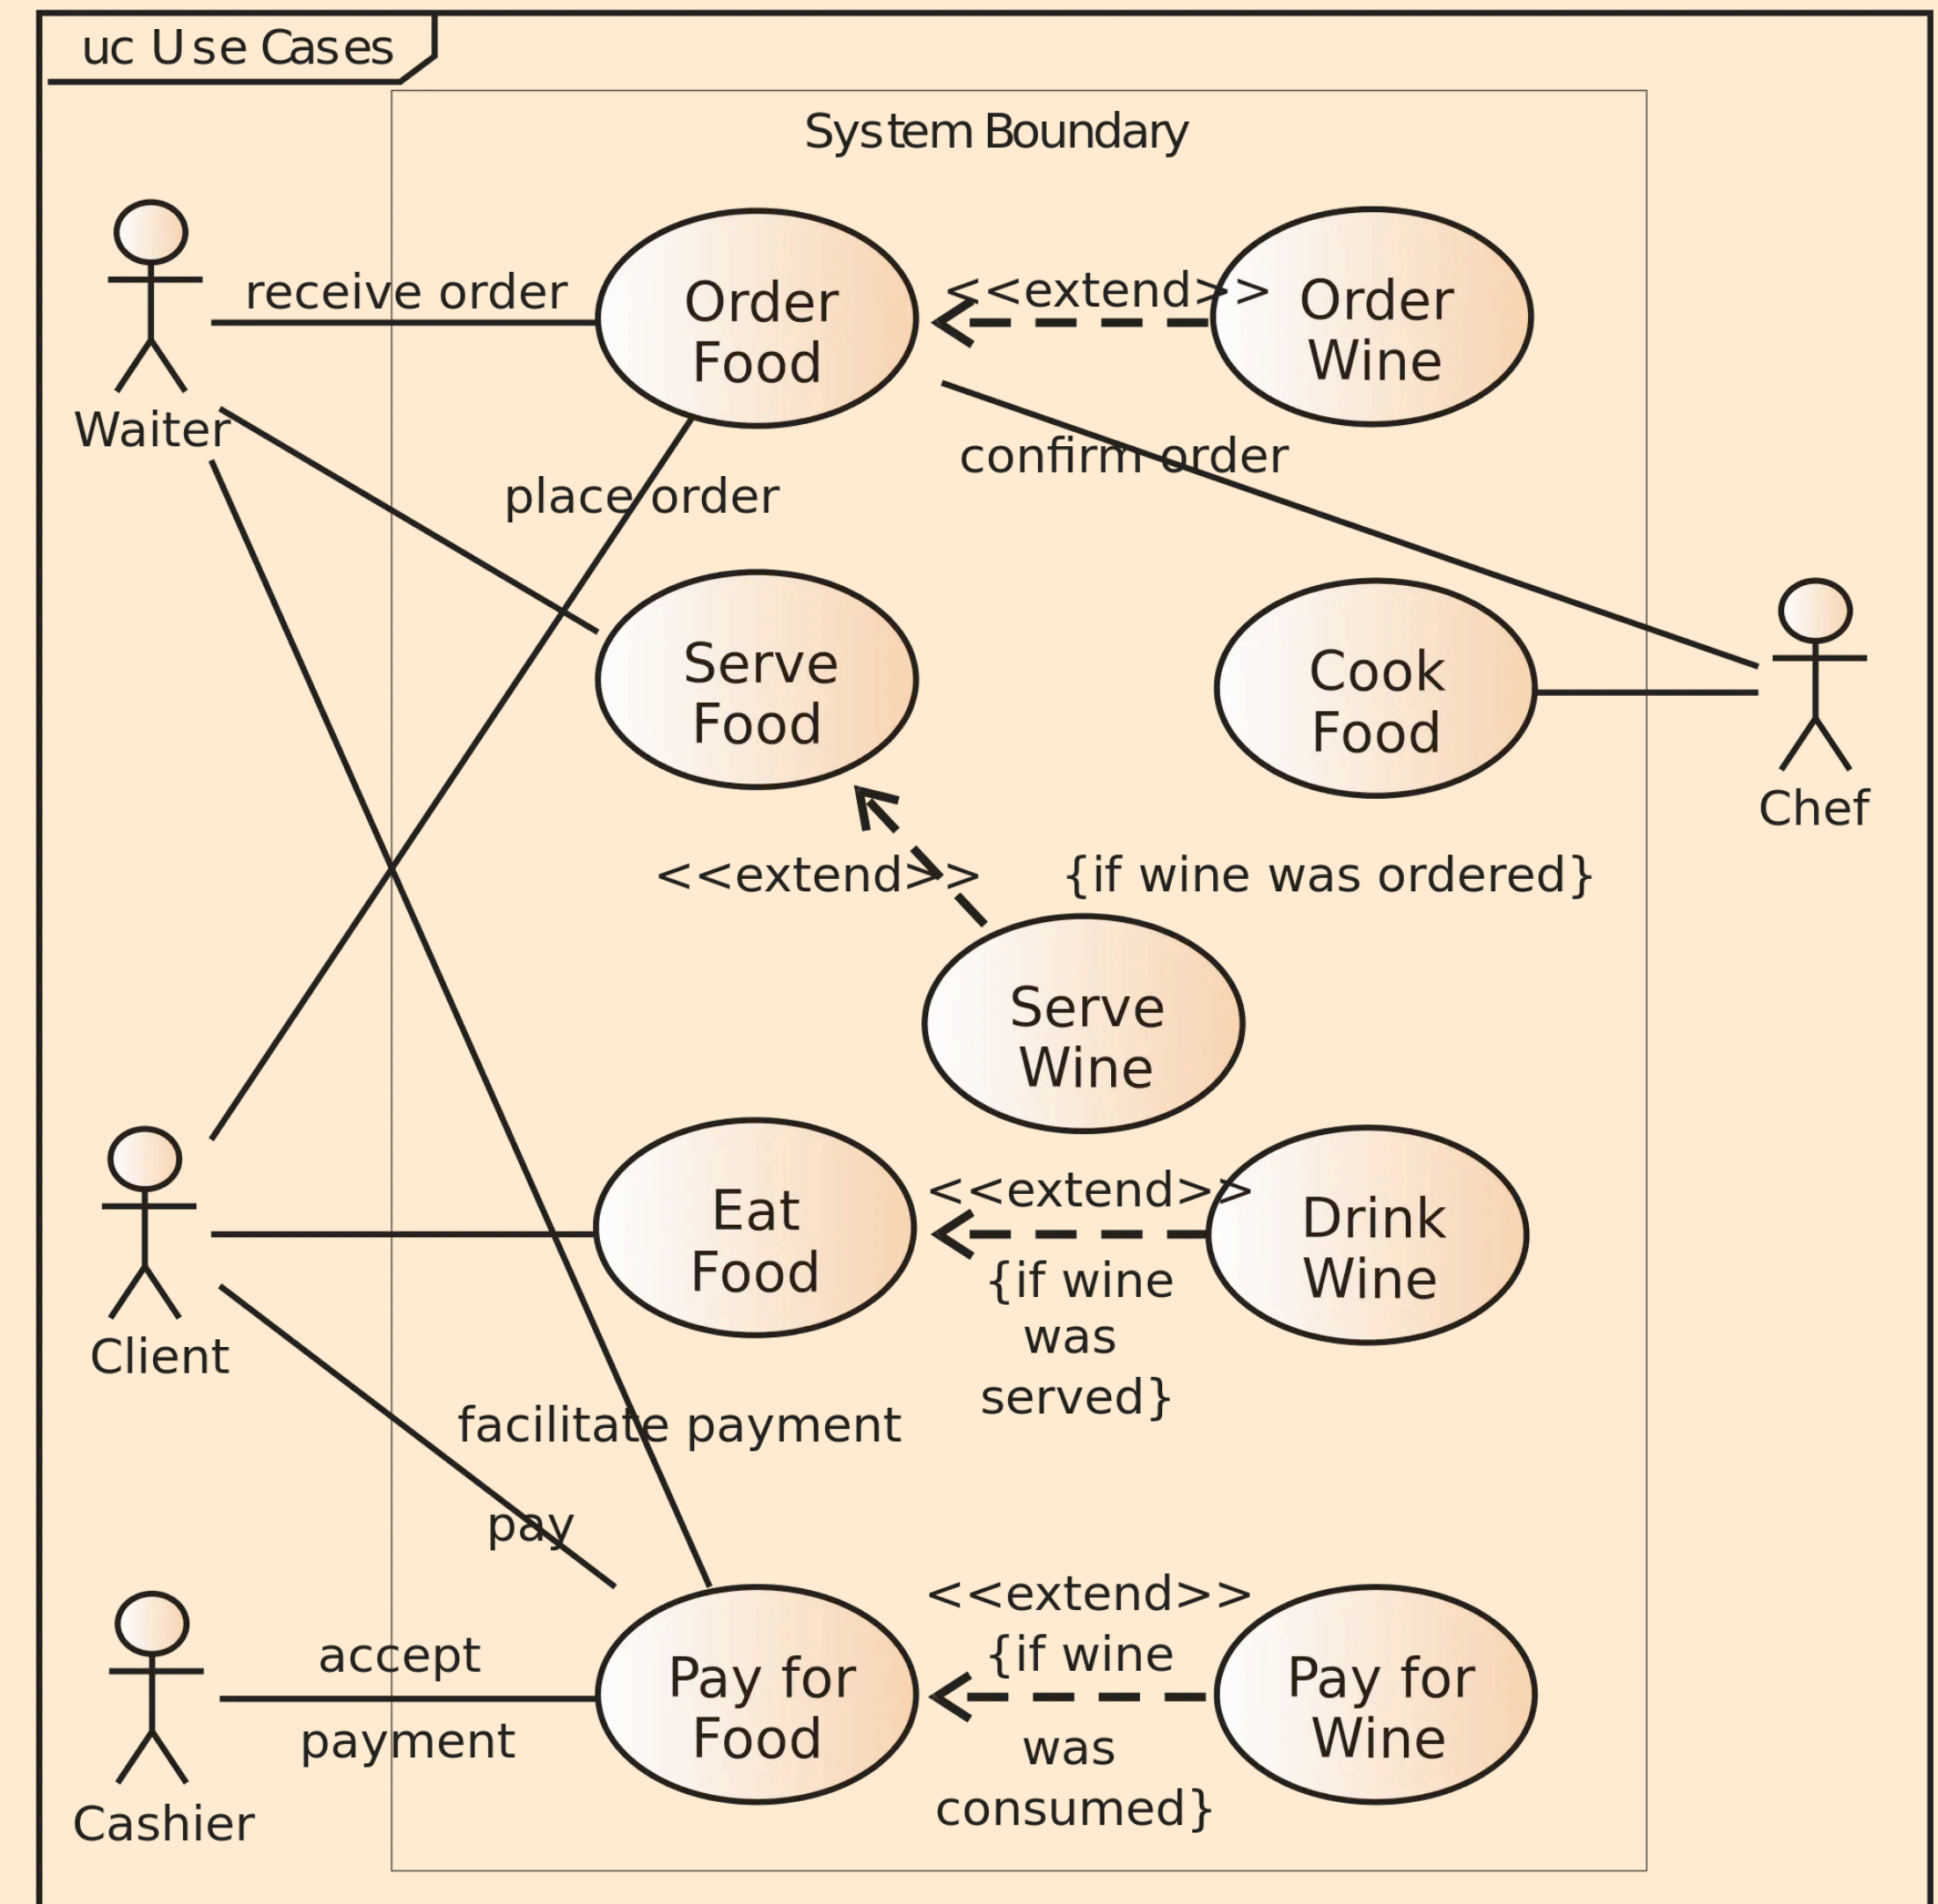 uc Use Cases
System Boundary
receive order
Order
Food
<<extend>>
Order
Wine
Waiter
confirm order
place order
Serve
Food
Cook
Food
Chef
<<extend>>
{if wine was ordered}
Serve
Wine
Eat
Food
<<extend>>
{if wine
was
served}
Drink
Wine
Client
facilitate payment
pay
accept
payment
Pay for
Food
<<extend>>
{if wine
was
consumed}
Pay for
Wine
Cashier